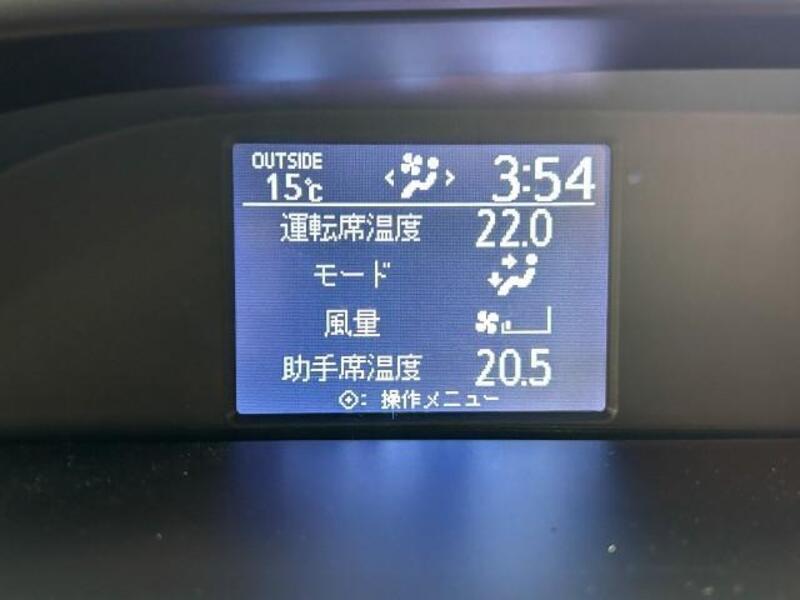 OUTSIDE
15℃
3:54
運転席温度 22.0
モード
風量
助手席温度 20.5
: 操作メニュー